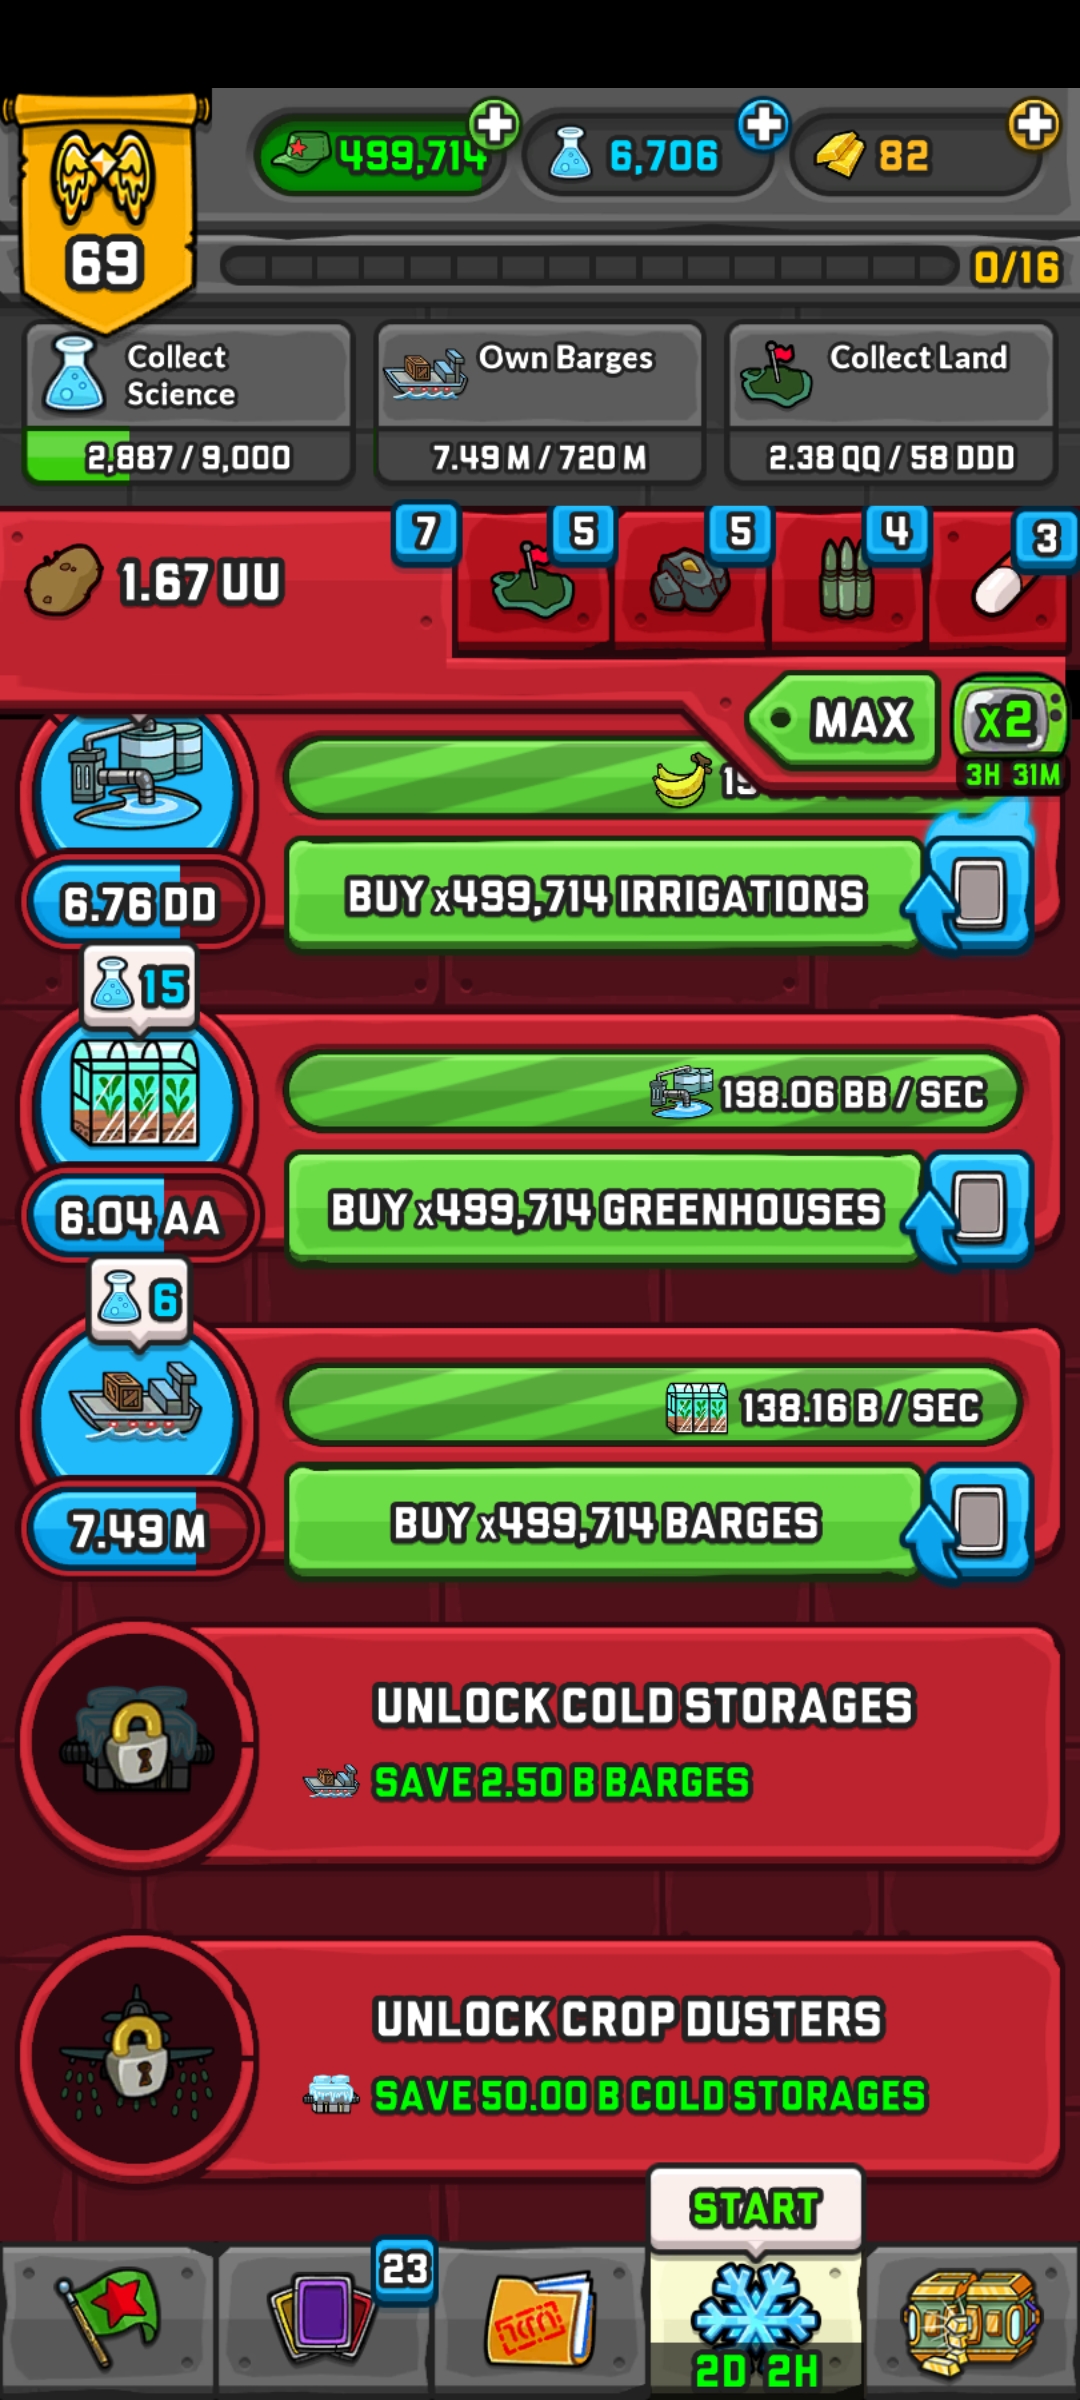 499,714
6,706
82
69
0/16
Collect Science
2,887 / 9,000
Own Barges
7.49 M / 720 M
Collect Land
2.38 QQ / 58 DDD
7
5
5
4
3
1.67 UU
MAX
x2
3H 31M
6.76 DD
BUY x499,714 IRRIGATIONS
15
198.06 BB / SEC
6.04 AA
BUY x499,714 GREENHOUSES
6
138.16 B / SEC
7.49 M
BUY x499,714 BARGES
UNLOCK COLD STORAGES
SAVE 2.50 B BARGES
UNLOCK CROP DUSTERS
SAVE 50.00 B COLD STORAGES
START
23
2D 2H